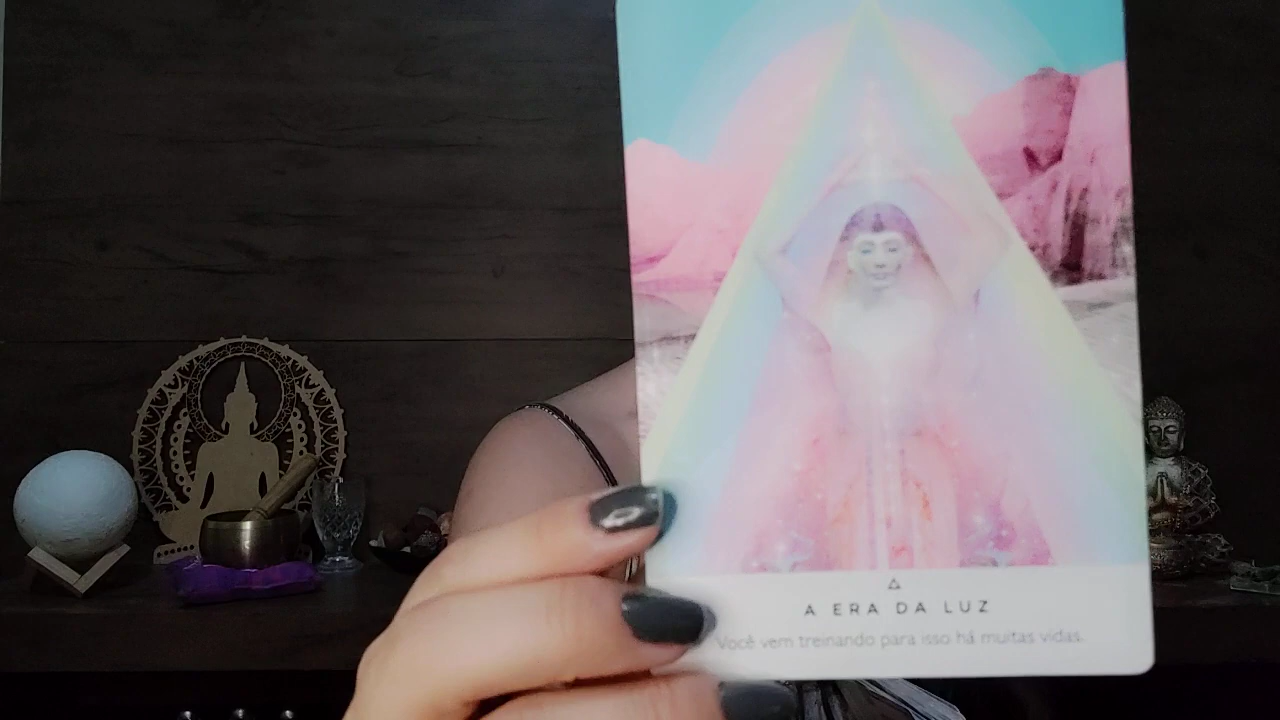 A ERA DA LUZ
Você vem treinando para isso há muitas vidas.